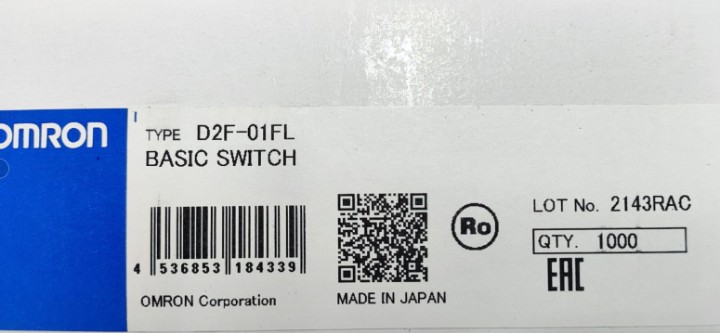 OMRON
TYPE D2F-01FL
BASIC SWITCH
4 536853 184339
OMRON Corporation
MADE IN JAPAN
Ro
LOT No. 2143RAC
QTY. 1000
EAC